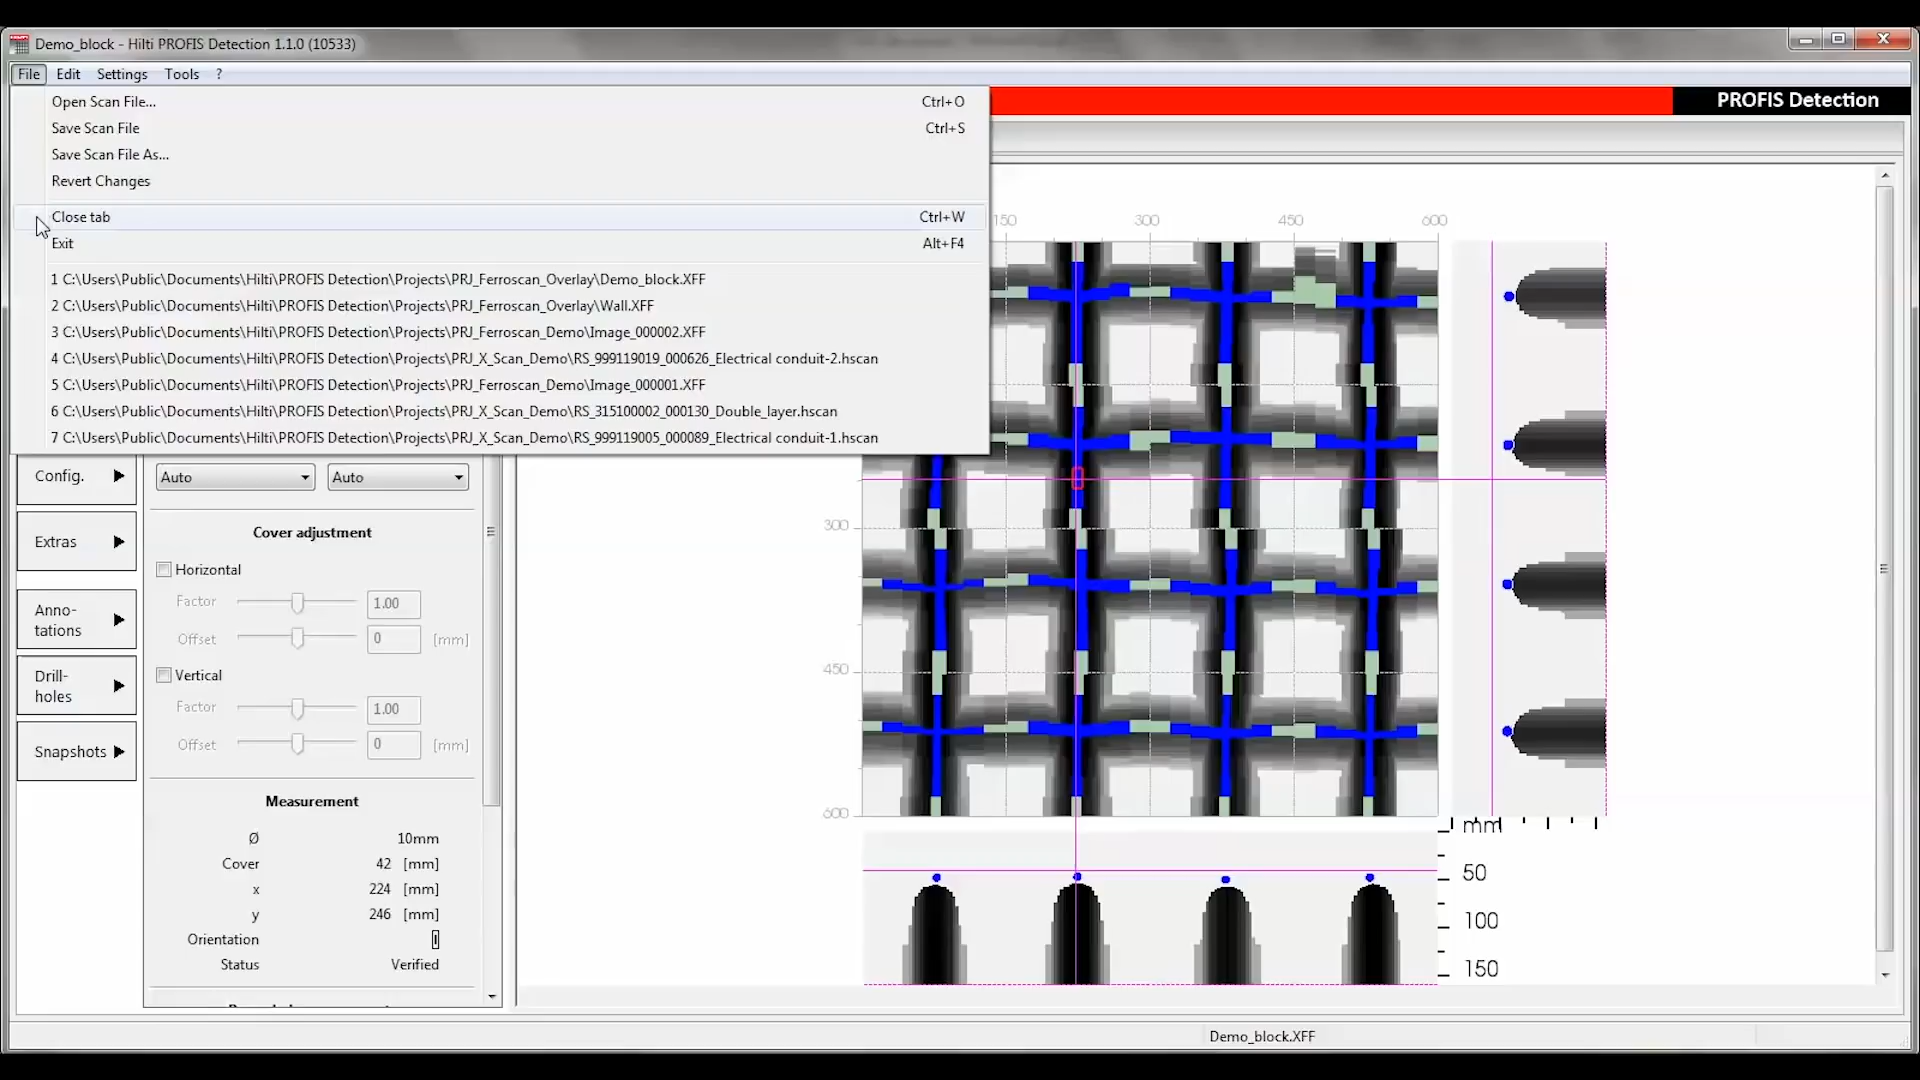 Demo_block - Hilti PROFIS Detection 1.1.0 (10533)
File Edit Settings Tools ?
PROFIS Detection
Open Scan File... Ctrl+O
Save Scan File Ctrl+S
Save Scan File As...
Revert Changes
Close tab Ctrl+W
Exit Alt+F4
1 C:\Users\Public\Documents\Hilti\PROFIS Detection\Projects\PRJ_Ferroscan_Overlay\Demo_block.XFF
2 C:\Users\Public\Documents\Hilti\PROFIS Detection\Projects\PRJ_Ferroscan_Overlay\Wall.XFF
3 C:\Users\Public\Documents\Hilti\PROFIS Detection\Projects\PRJ_Ferroscan_Demo\Image_000002.XFF
4 C:\Users\Public\Documents\Hilti\PROFIS Detection\Projects\PRJ_X_Scan_Demo\RS_999119019_000626_Electrical conduit-2.hscan
5 C:\Users\Public\Documents\Hilti\PROFIS Detection\Projects\PRJ_Ferroscan_Demo\Image_000001.XFF
6 C:\Users\Public\Documents\Hilti\PROFIS Detection\Projects\PRJ_X_Scan_Demo\RS_315100002_000130_Double_layer.hscan
7 C:\Users\Public\Documents\Hilti\PROFIS Detection\Projects\PRJ_X_Scan_Demo\RS_999119005_000089_Electrical conduit-1.hscan
Config.
Extras
Anno-
tations
Drill-
holes
Snapshots
Auto Auto
Cover adjustment
Horizontal
Factor 1.00
Offset 0 [mm]
Vertical
Factor 1.00
Offset 0 [mm]
Measurement
Ø 10mm
Cover 42 [mm]
x 224 [mm]
y 246 [mm]
Orientation
Status Verified
150 300 450 600
300
450
600
mm
50
100
150
Demo_block.XFF